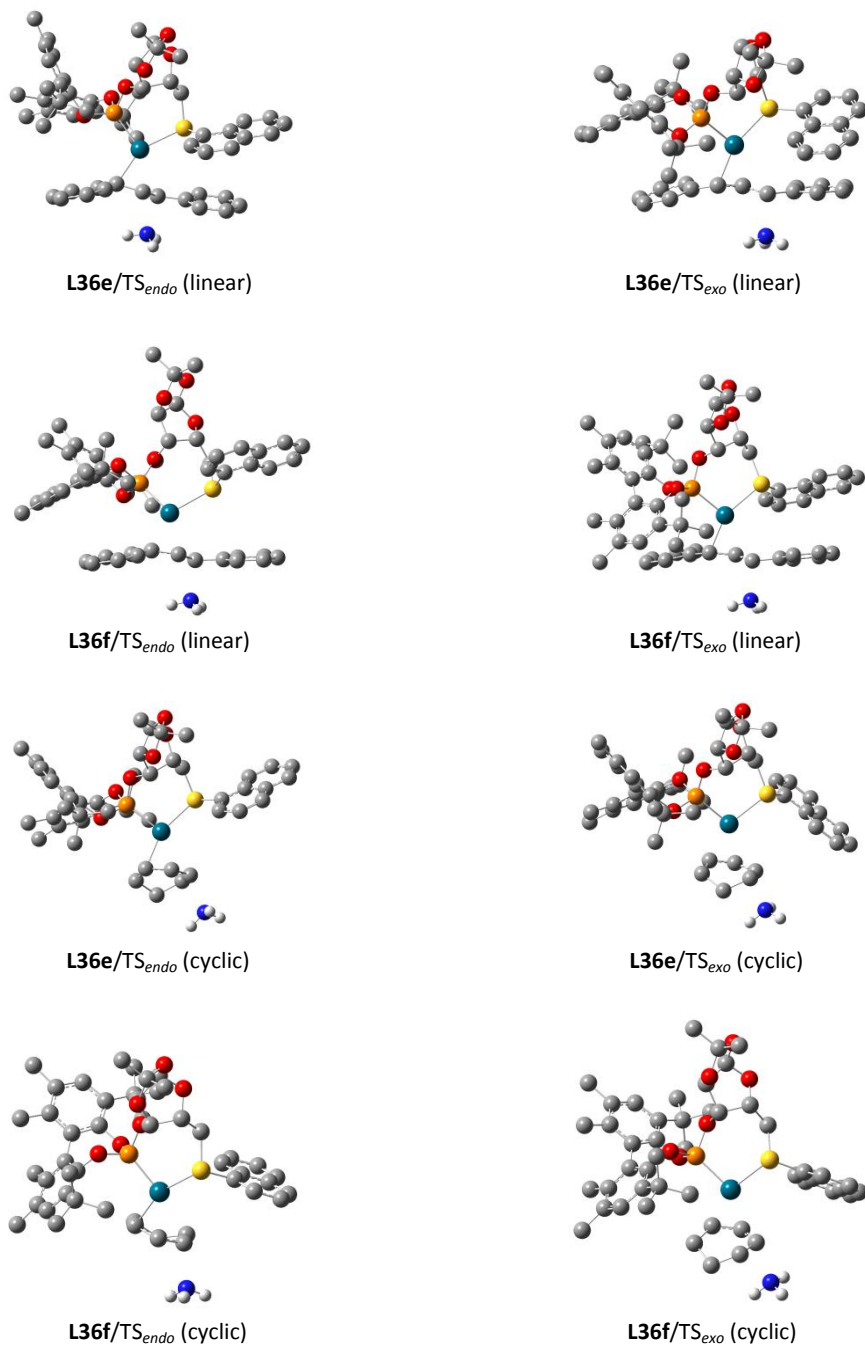 L36e/TSendo (linear)
L36e/TSexo (linear)
L36f/TSendo (linear)
L36f/TSexo (linear)
L36e/TSendo (cyclic)
L36e/TSexo (cyclic)
L36f/TSendo (cyclic)
L36f/TSexo (cyclic)